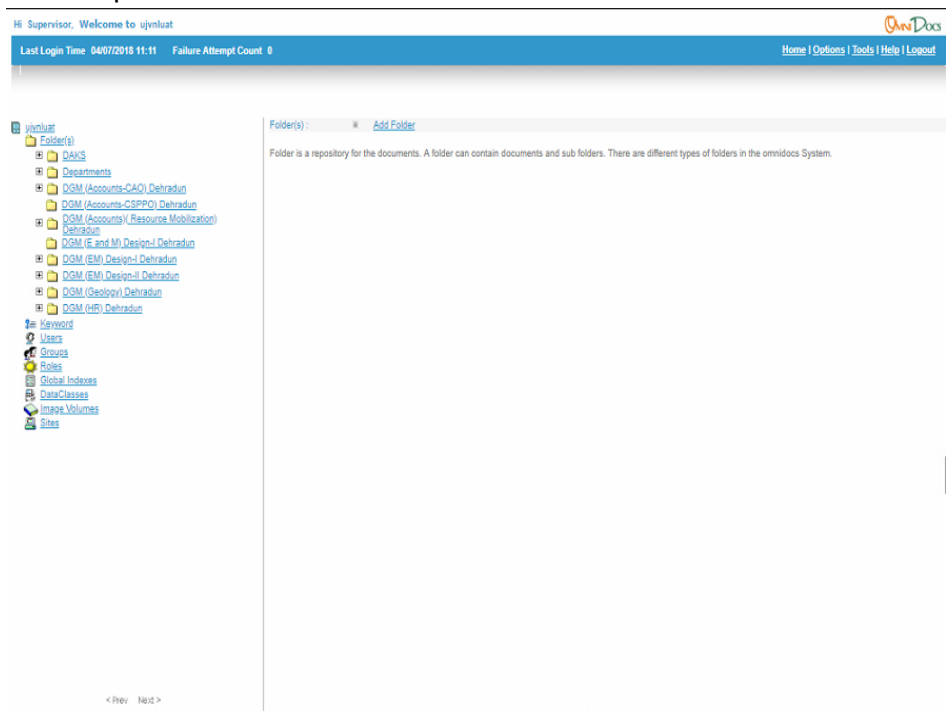 Hi Supervisor, Welcome to ujvnluat
OmniDocs
Last Login Time 04/07/2018 11:11 Failure Attempt Count 0
Home | Options | Tools | Help | Logout
ujvnluat
Folder(s) : Add Folder
Folder(s)
Folder is a repository for the documents. A folder can contain documents and sub folders. There are different types of folders in the omnidocs System.
DAKS
Departments
DGM (Accounts-CAO) Dehradun
DGM (Accounts-CSPPO) Dehradun
DGM (Accounts)( Resource Mobilization)
Dehradun
DGM (E and M) Design-I Dehradun
DGM (EM) Design-I Dehradun
DGM (EM) Design-II Dehradun
DGM (Geology) Dehradun
DGM (HR) Dehradun
Keyword
Users
Groups
Roles
Global Indexes
DataClasses
Image Volumes
Sites
< Prev Next >